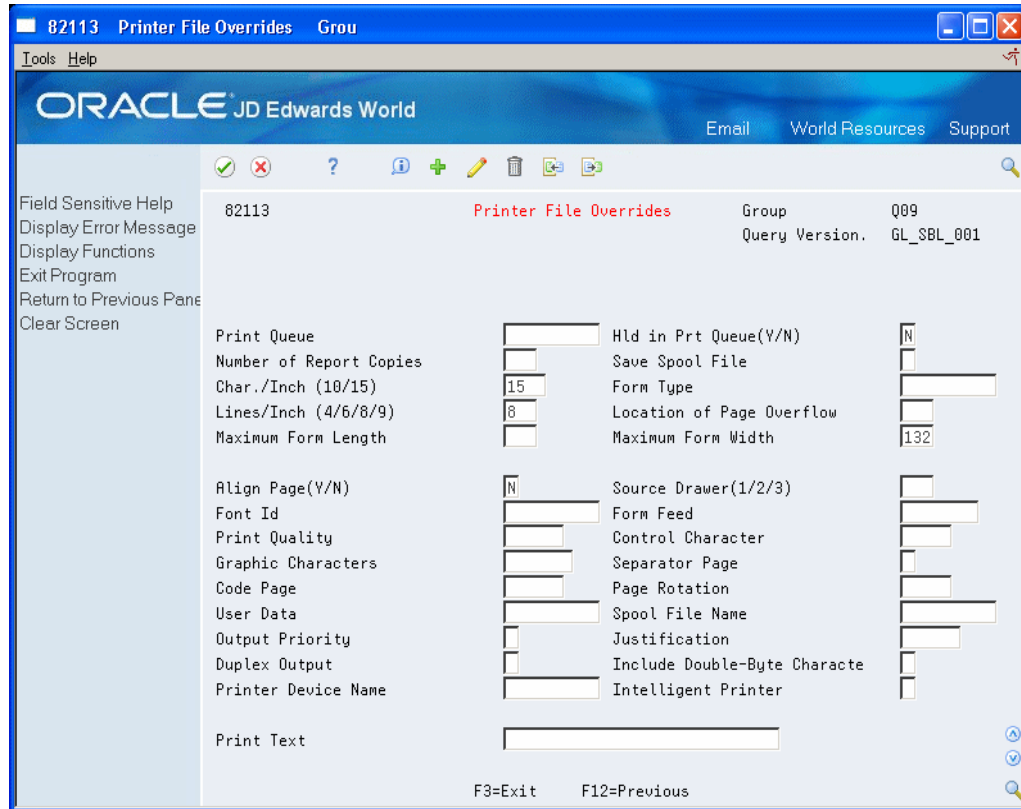 82113 Printer File Overrides Grou
Tools Help
ORACLE JD Edwards World
Email World Resources Support
Field Sensitive Help
Display Error Message
Display Functions
Exit Program
Return to Previous Pane
Clear Screen
82113 Printer File Overrides Group Q09
Query Version. GL_SBL_001
Print Queue Hld in Prt Queue(Y/N) N
Number of Report Copies Save Spool File
Char./Inch (10/15) 15 Form Type
Lines/Inch (4/6/8/9) 8 Location of Page Overflow
Maximum Form Length Maximum Form Width 132
Align Page(Y/N) N Source Drawer(1/2/3)
Font Id Form Feed
Print Quality Control Character
Graphic Characters Separator Page
Code Page Page Rotation
User Data Spool File Name
Output Priority Justification
Duplex Output Include Double-Byte Characte
Printer Device Name Intelligent Printer
Print Text
F3=Exit F12=Previous